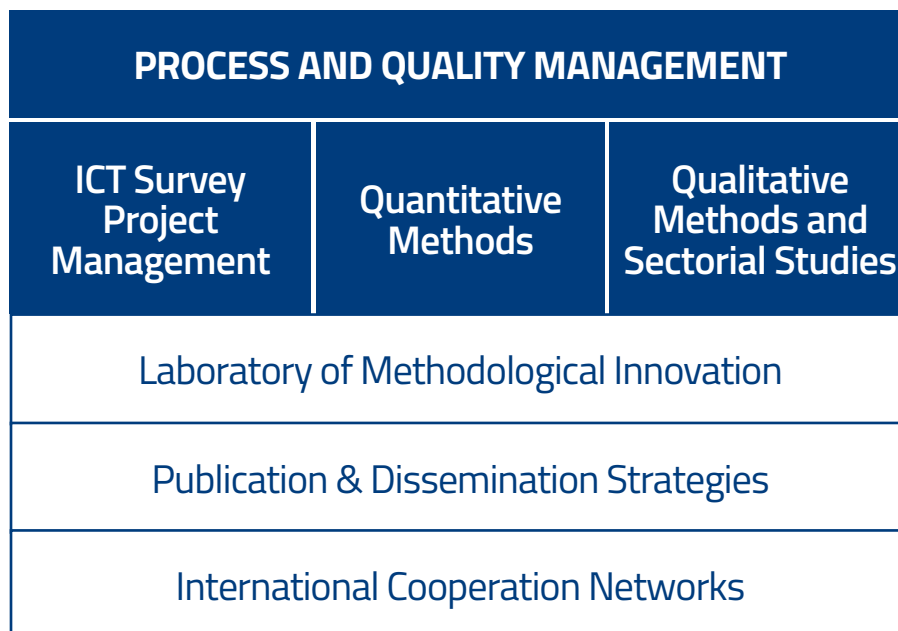 PROCESS AND QUALITY MANAGEMENT
ICT Survey
Project
Management
Quantitative
Methods
Qualitative
Methods and
Sectorial Studies
Laboratory of Methodological Innovation
Publication & Dissemination Strategies
International Cooperation Networks